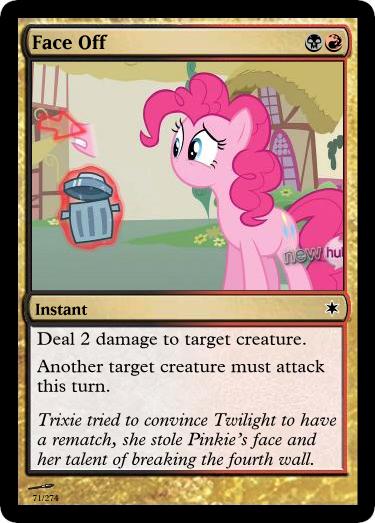 Face Off
new hub
Instant
Deal 2 damage to target creature.
Another target creature must attack
this turn.
Trixie tried to convince Twilight to have
a rematch, she stole Pinkie's face and
her talent of breaking the fourth wall.
71/274